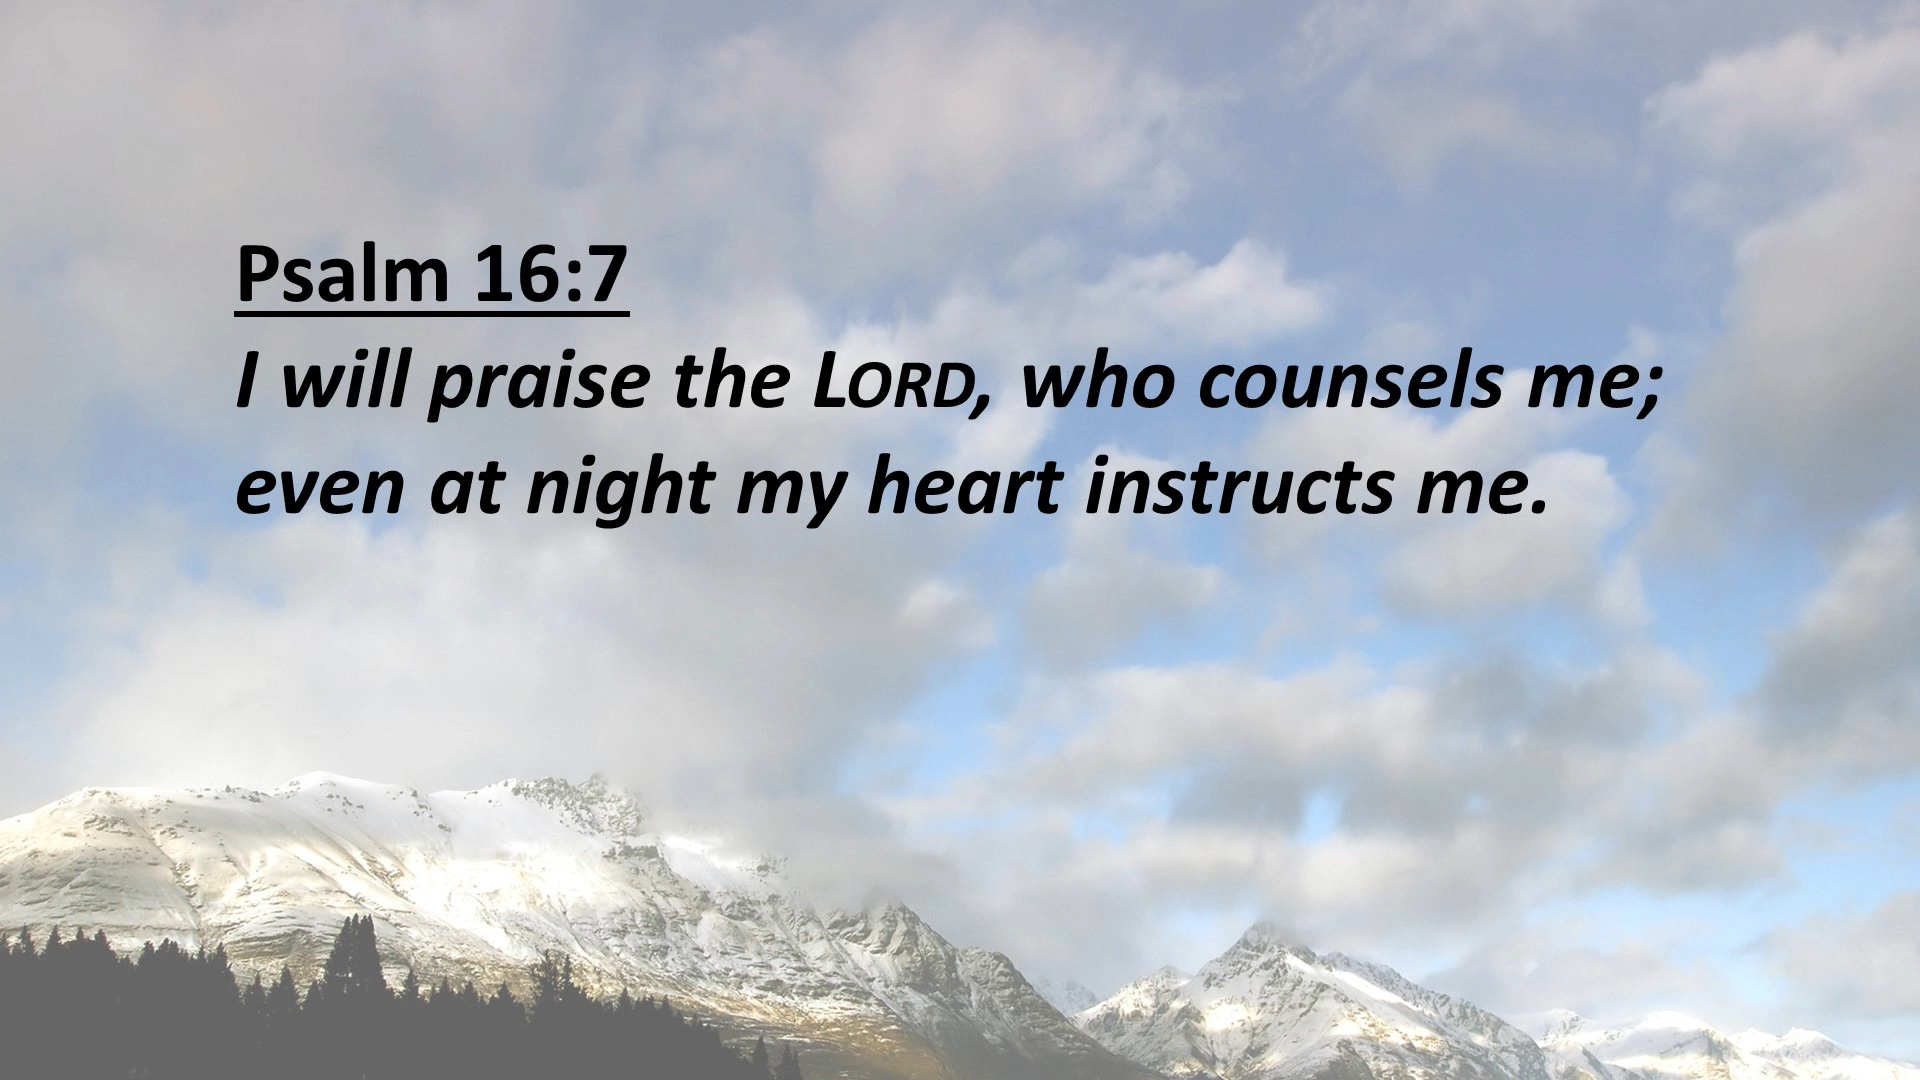 Psalm 16:7
I will praise the LORD, who counsels me;
even at night my heart instructs me.